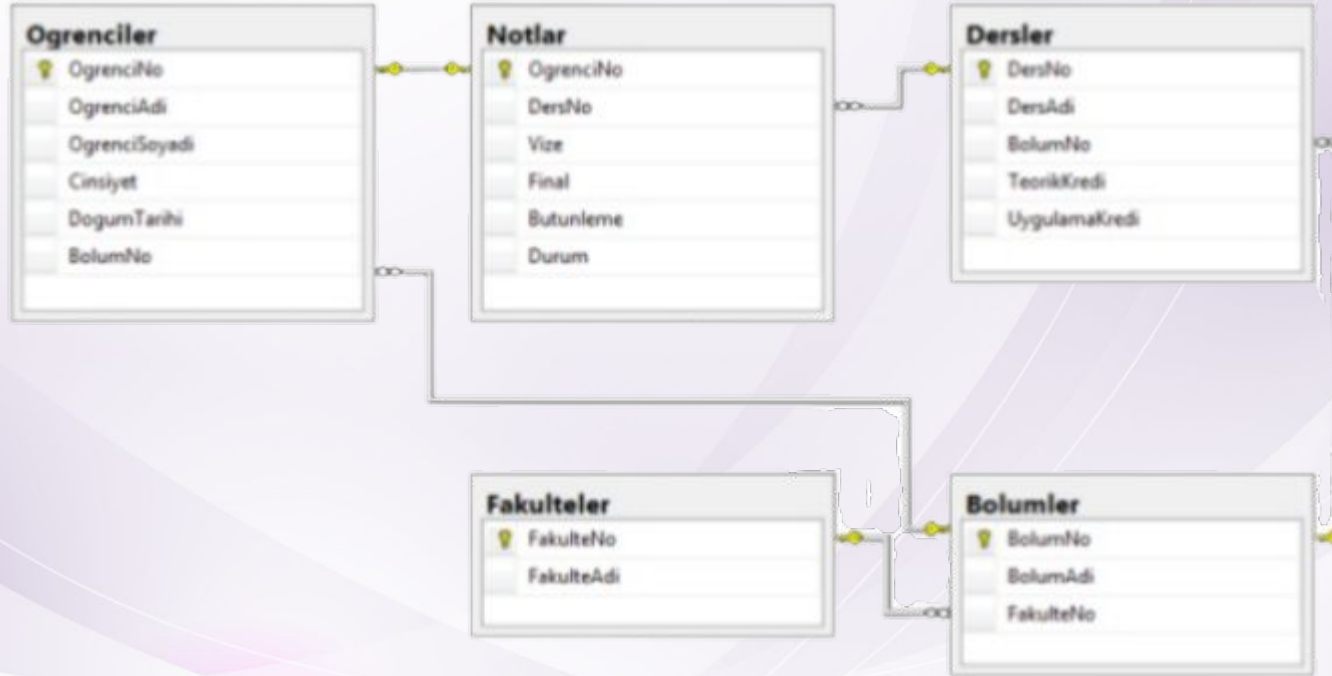 Ogrenciler
OgrenciNo
OgrenciAdi
OgrenciSoyadi
Cinsiyet
DogumTarihi
BolumNo
Notlar
OgrenciNo
DersNo
Vize
Final
Butunleme
Durum
Dersler
DersNo
DersAdi
BolumNo
TeorikKredi
UygulamaKredi
Fakulteler
FakulteNo
FakulteAdi
Bolumler
BolumNo
BolumAdi
FakulteNo